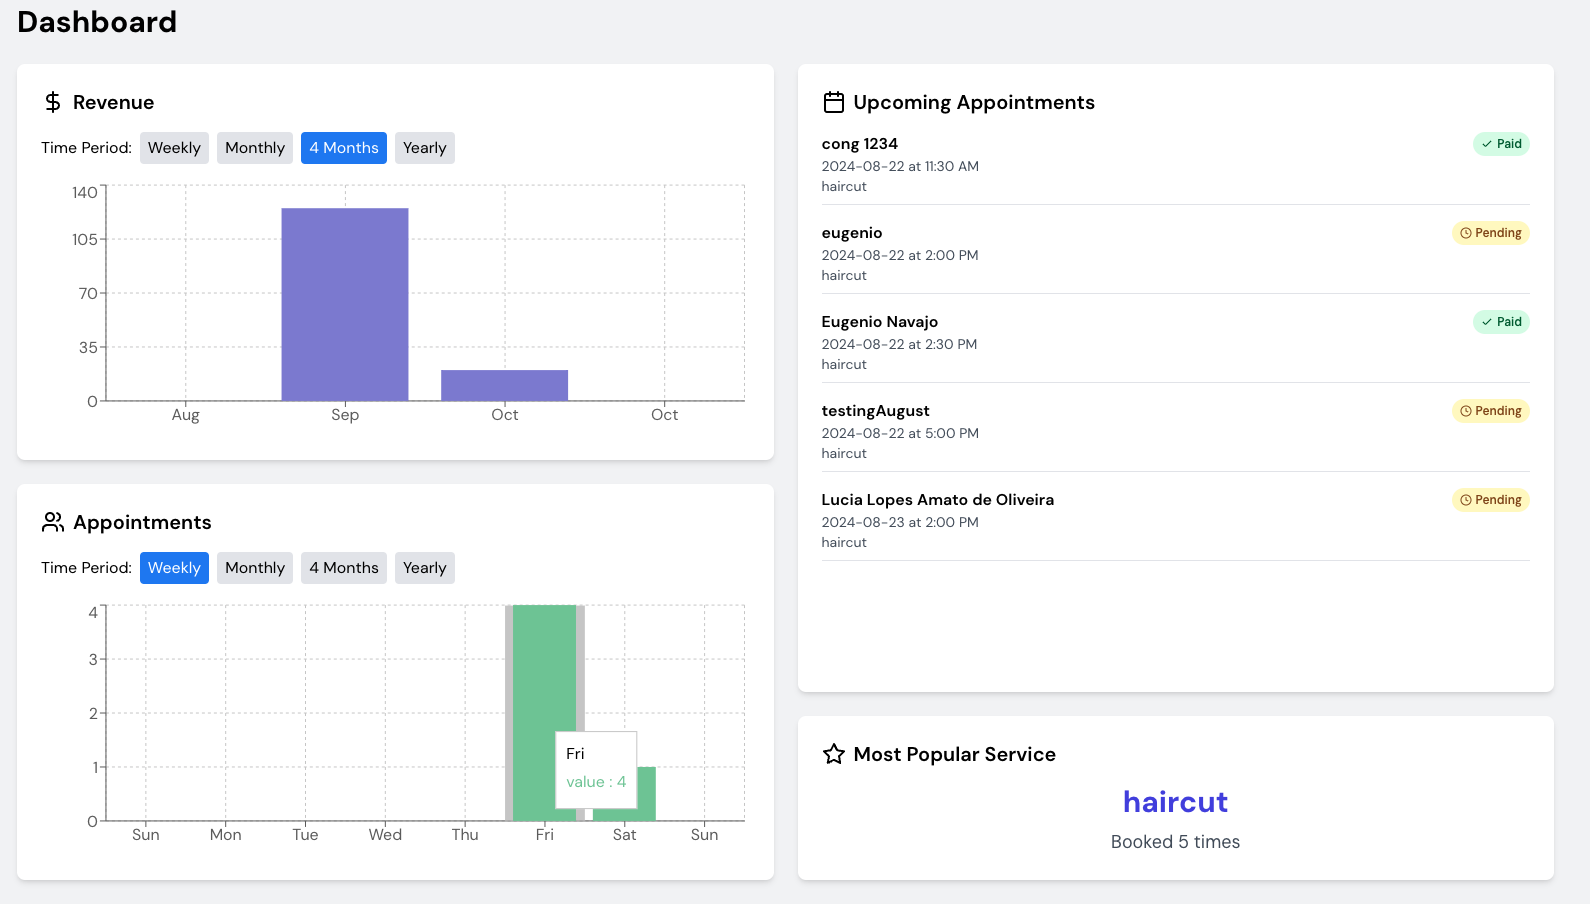 Dashboard
Revenue
Time Period: Weekly Monthly 4 Months Yearly
140
105
70
35
0
Aug Sep Oct Oct
Appointments
Time Period: Weekly Monthly 4 Months Yearly
4
3
2
1
0
Fri
value : 4
Sun Mon Tue Wed Thu Fri Sat Sun
Upcoming Appointments
cong 1234 Paid
2024-08-22 at 11:30 AM
haircut
eugenio Pending
2024-08-22 at 2:00 PM
haircut
Eugenio Navajo Paid
2024-08-22 at 2:30 PM
haircut
testingAugust Pending
2024-08-22 at 5:00 PM
haircut
Lucia Lopes Amato de Oliveira Pending
2024-08-23 at 2:00 PM
haircut
Most Popular Service
haircut
Booked 5 times